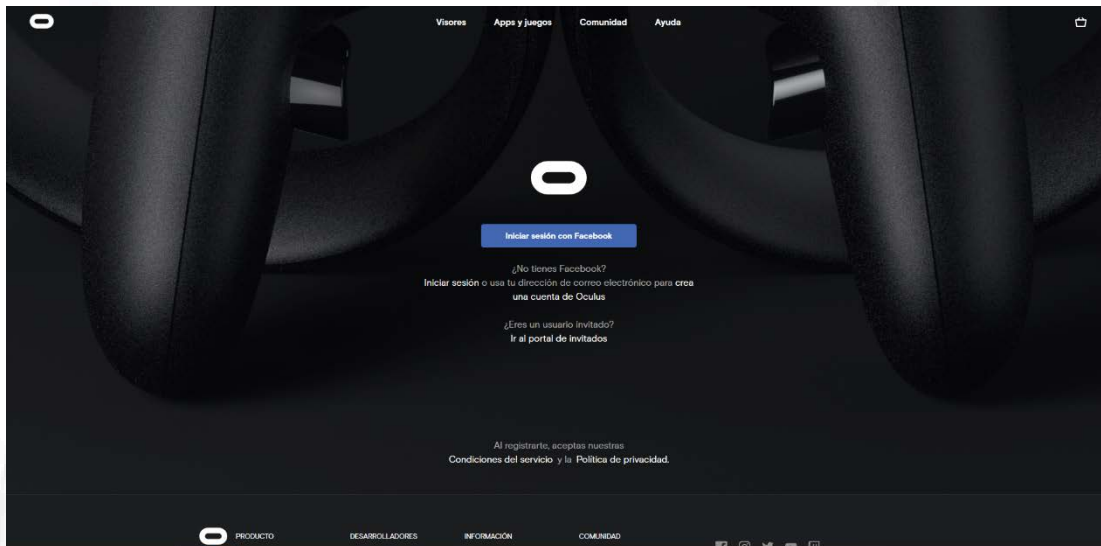 Visores Apps y juegos Comunidad Ayuda
Iniciar sesión con Facebook
¿No tienes Facebook?
Iniciar sesión o usa tu dirección de correo electrónico para crea
una cuenta de Oculus
¿Eres un usuario invitado?
Ir al portal de invitados
Al registrarte, aceptas nuestras
Condiciones del servicio y la Política de privacidad.
PRODUCTO DESARROLLADORES INFORMACIÓN COMUNIDAD